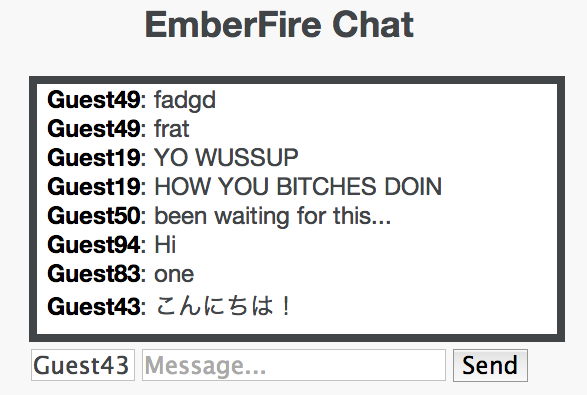 EmberFire Chat
Guest49: fadgd
Guest49: frat
Guest19: YO WUSSUP
Guest19: HOW YOU BITCHES DOIN
Guest50: been waiting for this...
Guest94: Hi
Guest83: one
Guest43: こんにちは！
Guest43 Message... Send